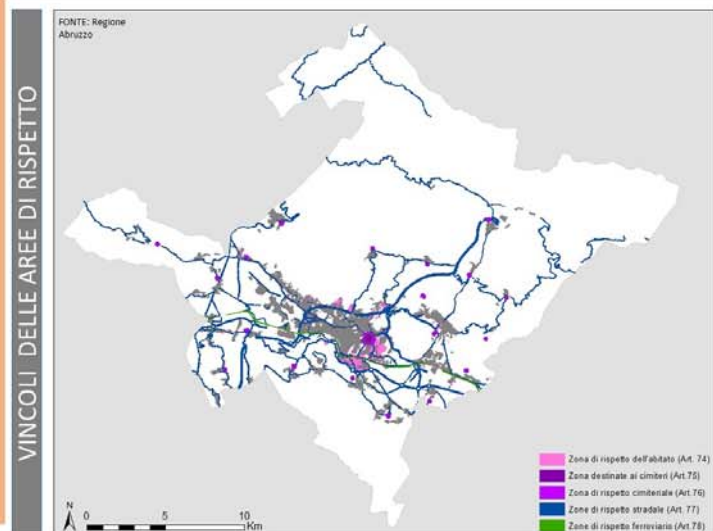 VINCOLI DELLE AREE DI RISPETTO
FONTE: Regione
Abruzzo
Zona di rispetto dell'abitato (Art. 74)
Zona destinate ai cimiteri (Art.75)
Zona di rispetto cimiteriale (Art.76)
Zone di rispetto stradale (Art. 77)
Zone di rispetto ferroviario (Art.78)
N
0 5 10
Km